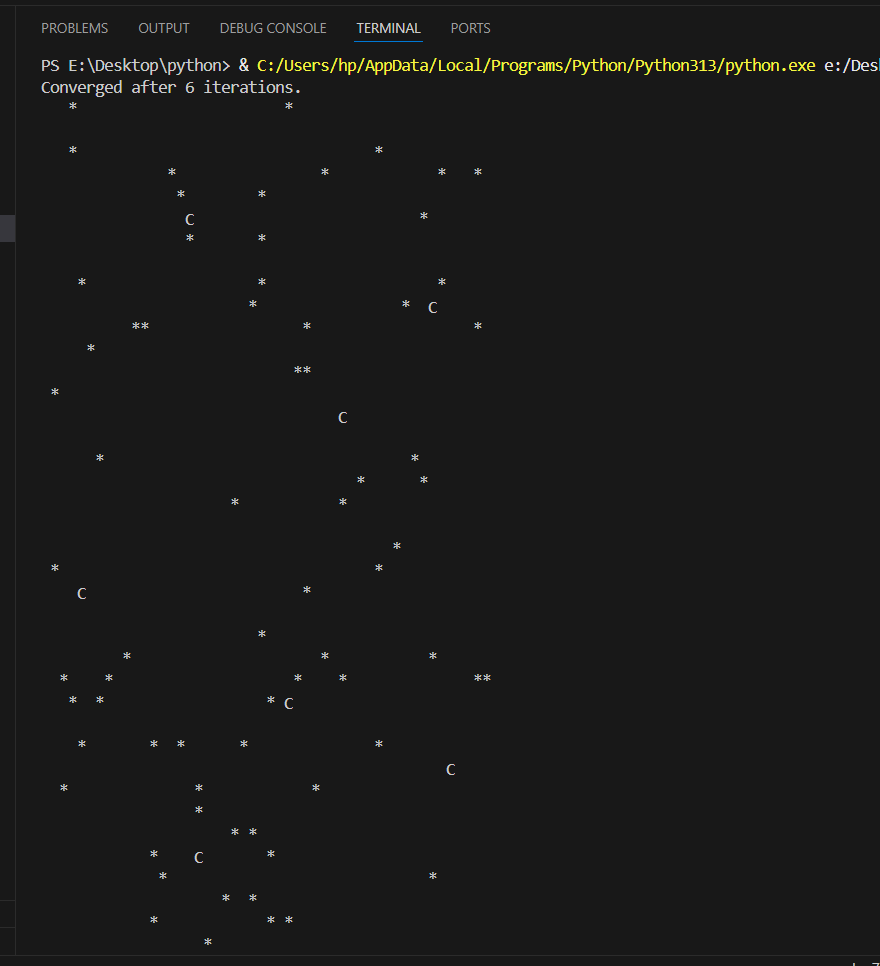 PROBLEMS OUTPUT DEBUG CONSOLE TERMINAL PORTS
PS E:\Desktop\python> & C:/Users/hp/AppData/Local/Programs/Python/Python313/python.exe e:/Des
Converged after 6 iterations.
   *                       *
   *                                 *
              *                *            *   *
               *        *
                C                         *
                *       *
    *                   *                   *
                       *                *  C
          **                 *                  *
     *
                            **
 *
                                 C
      *                                  *
                                   *      *
                     *           *
                                       *
 *                                   *
    C                        *
                        *
         *                     *           *
  *    *                    *    *              **
   *  *                  * C
    *       *  *      *              *
                                             C
  *              *            *
                 *
                     * *
            *    C       *
             *                             *
                    *  *
            *            * *
                  *